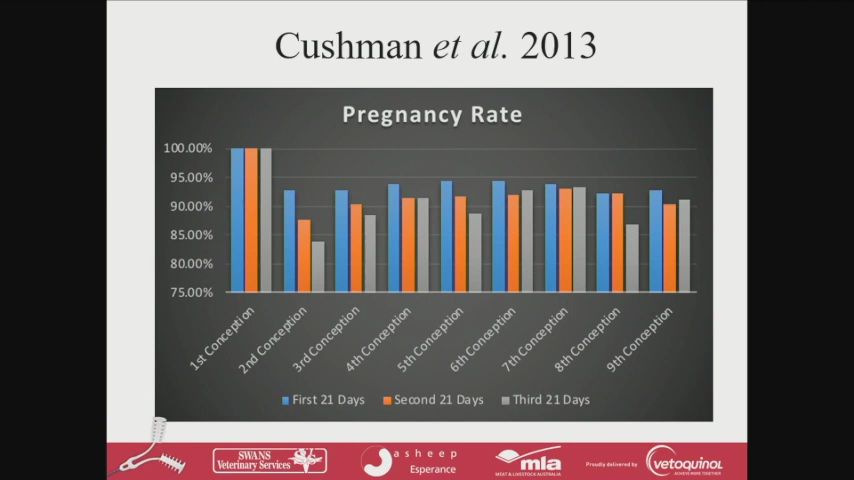 Cushman et al. 2013
Pregnancy Rate
100.00%
95.00%
90.00%
85.00%
80.00%
75.00%
1st Conception
2nd Conception
3rd Conception
4th Conception
5th Conception
6th Conception
7th Conception
8th Conception
9th Conception
First 21 Days
Second 21 Days
Third 21 Days
SWANS
Veterinary Services
asheep
Esperance
mla
MEAT & LIVESTOCK AUSTRALIA
Proudly delivered by
vetoquinol
ACHIEVE MORE TOGETHER